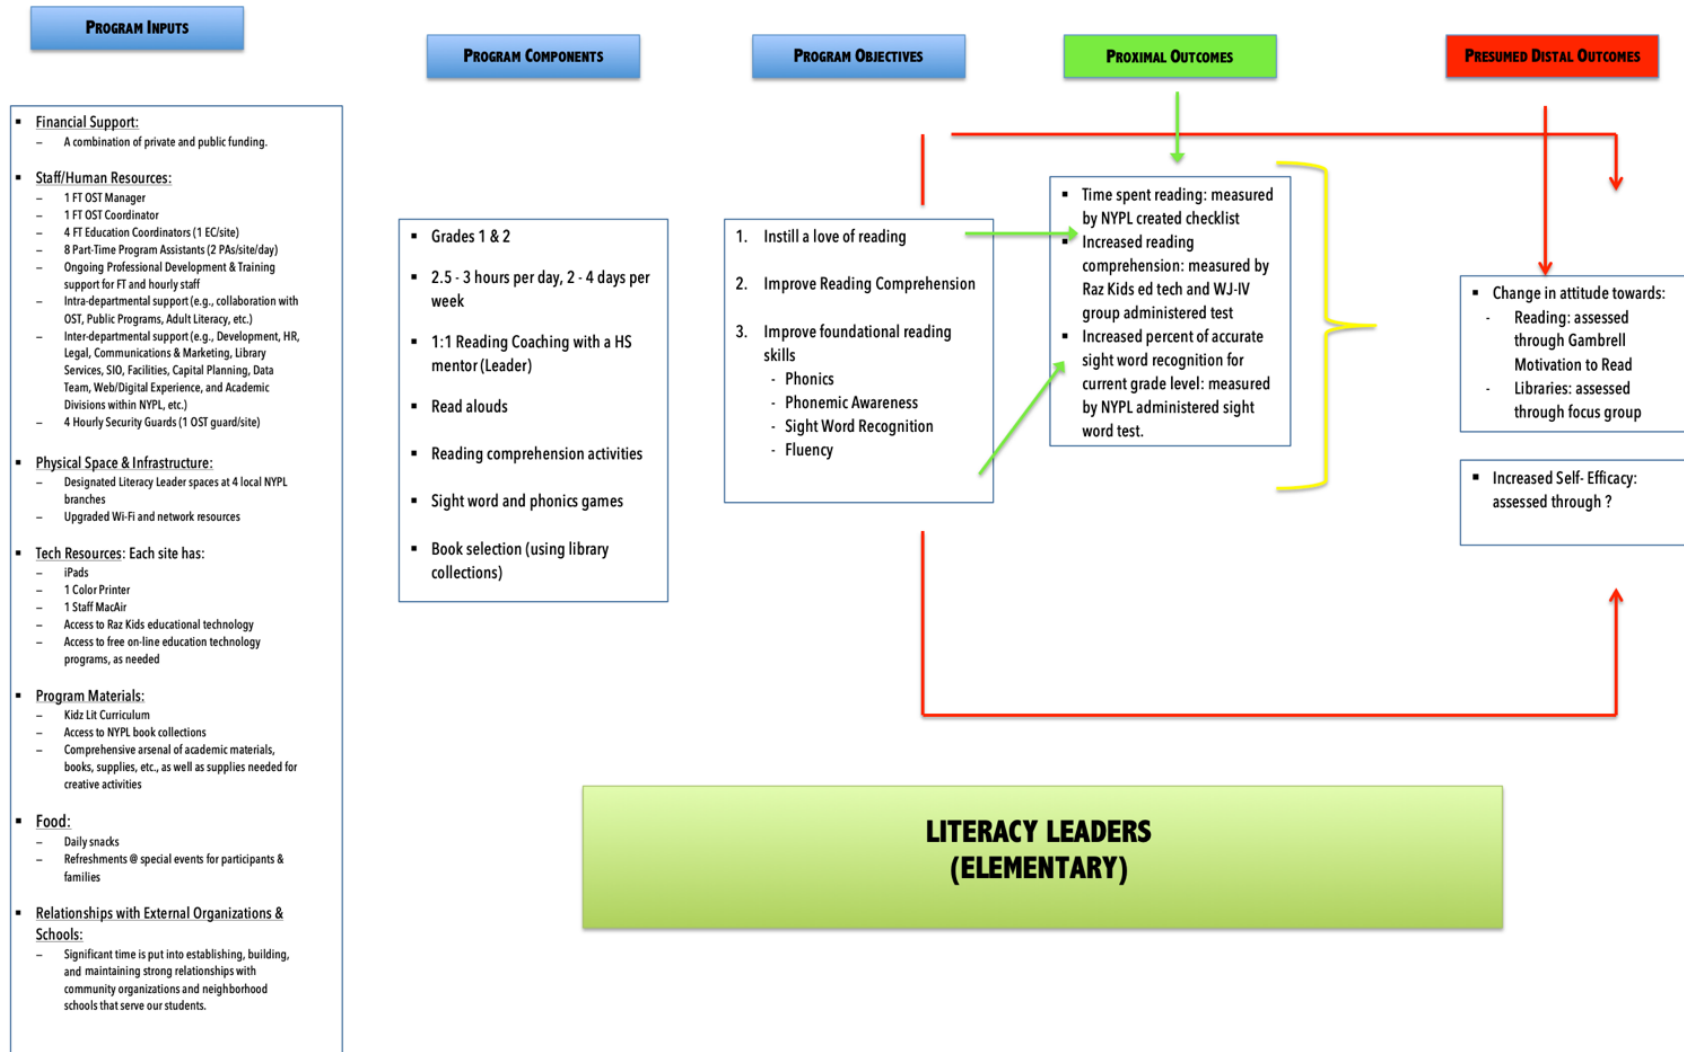 PROGRAM INPUTS
▪ Financial Support:
– A combination of private and public funding.
▪ Staff/Human Resources:
– 1 FT OST Manager
– 1 FT OST Coordinator
– 4 FT Education Coordinators (1 EC/site)
– 8 Part-Time Program Assistants (2 PAs/site/day)
– Ongoing Professional Development & Training
support for FT and hourly staff
– Intra-departmental support (e.g., collaboration with
OST, Public Programs, Adult Literacy, etc.)
– Inter-departmental support (e.g., Development, HR,
Legal, Communications & Marketing, Library
Services, SIO, Facilities, Capital Planning, Data
Team, Web/Digital Experience, and Academic
Divisions within NYPL, etc.)
– 4 Hourly Security Guards (1 OST guard/site)
▪ Physical Space & Infrastructure:
– Designated Literacy Leader spaces at 4 local NYPL
branches
– Upgraded Wi-Fi and network resources
▪ Tech Resources: Each site has:
– iPads
– 1 Color Printer
– 1 Staff MacAir
– Access to Raz Kids educational technology
– Access to free on-line education technology
programs, as needed
▪ Program Materials:
– Kidz Lit Curriculum
– Access to NYPL book collections
– Comprehensive arsenal of academic materials,
books, supplies, etc., as well as supplies needed for
creative activities
▪ Food:
– Daily snacks
– Refreshments @ special events for participants &
families
▪ Relationships with External Organizations &
Schools:
– Significant time is put into establishing, building,
and maintaining strong relationships with
community organizations and neighborhood
schools that serve our students.
PROGRAM COMPONENTS
▪ Grades 1 & 2
▪ 2.5 - 3 hours per day, 2 - 4 days per
week
▪ 1:1 Reading Coaching with a HS
mentor (Leader)
▪ Read alouds
▪ Reading comprehension activities
▪ Sight word and phonics games
▪ Book selection (using library
collections)
PROGRAM OBJECTIVES
1. Instill a love of reading
2. Improve Reading Comprehension
3. Improve foundational reading
skills
- Phonics
- Phonemic Awareness
- Sight Word Recognition
- Fluency
PROXIMAL OUTCOMES
▪ Time spent reading: measured
by NYPL created checklist
▪ Increased reading
comprehension: measured by
Raz Kids ed tech and WJ-IV
group administered test
▪ Increased percent of accurate
sight word recognition for
current grade level: measured
by NYPL administered sight
word test.
PRESUMED DISTAL OUTCOMES
▪ Change in attitude towards:
- Reading: assessed
through Gambrell
Motivation to Read
- Libraries: assessed
through focus group
▪ Increased Self- Efficacy:
assessed through ?
LITERACY LEADERS
(ELEMENTARY)